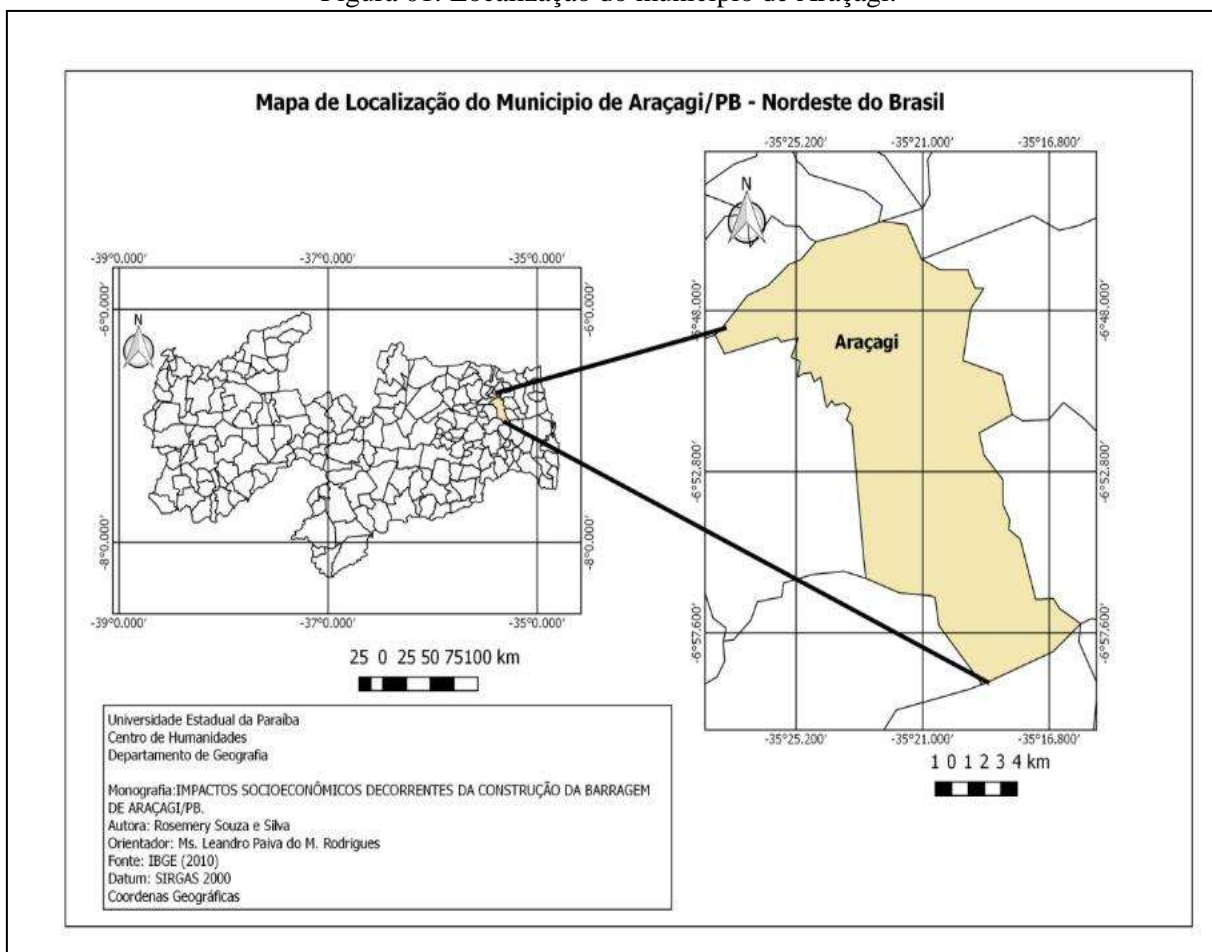 Figura 01: Localização do município de Araçagi.
Mapa de Localização do Municipio de Araçagi/PB - Nordeste do Brasil
-39°0.000' -37°0.000' -35°0.000'
-6°0.000' -6°0.000'
N
-8°0.000' -8°0.000'
-39°0.000' -37°0.000' -35°0.000'
25 0 25 50 75100 km
-35°25.200' -35°21.000' -35°16.800'
N
-6°48.000' -6°48.000'
Araçagi
-6°52.800' -6°52.800'
-6°57.600' -6°57.600'
-35°25.200' -35°21.000' -35°16.800'
1 0 1 2 3 4 km
Universidade Estadual da Paraíba
Centro de Humanidades
Departamento de Geografia
Monografia:IMPACTOS SOCIOECONÔMICOS DECORRENTES DA CONSTRUÇÃO DA BARRAGEM
DE ARAÇAGI/PB.
Autora: Rosemery Souza e Silva
Orientador: Ms. Leandro Paiva do M. Rodrigues
Fonte: IBGE (2010)
Datum: SIRGAS 2000
Coordenas Geográficas